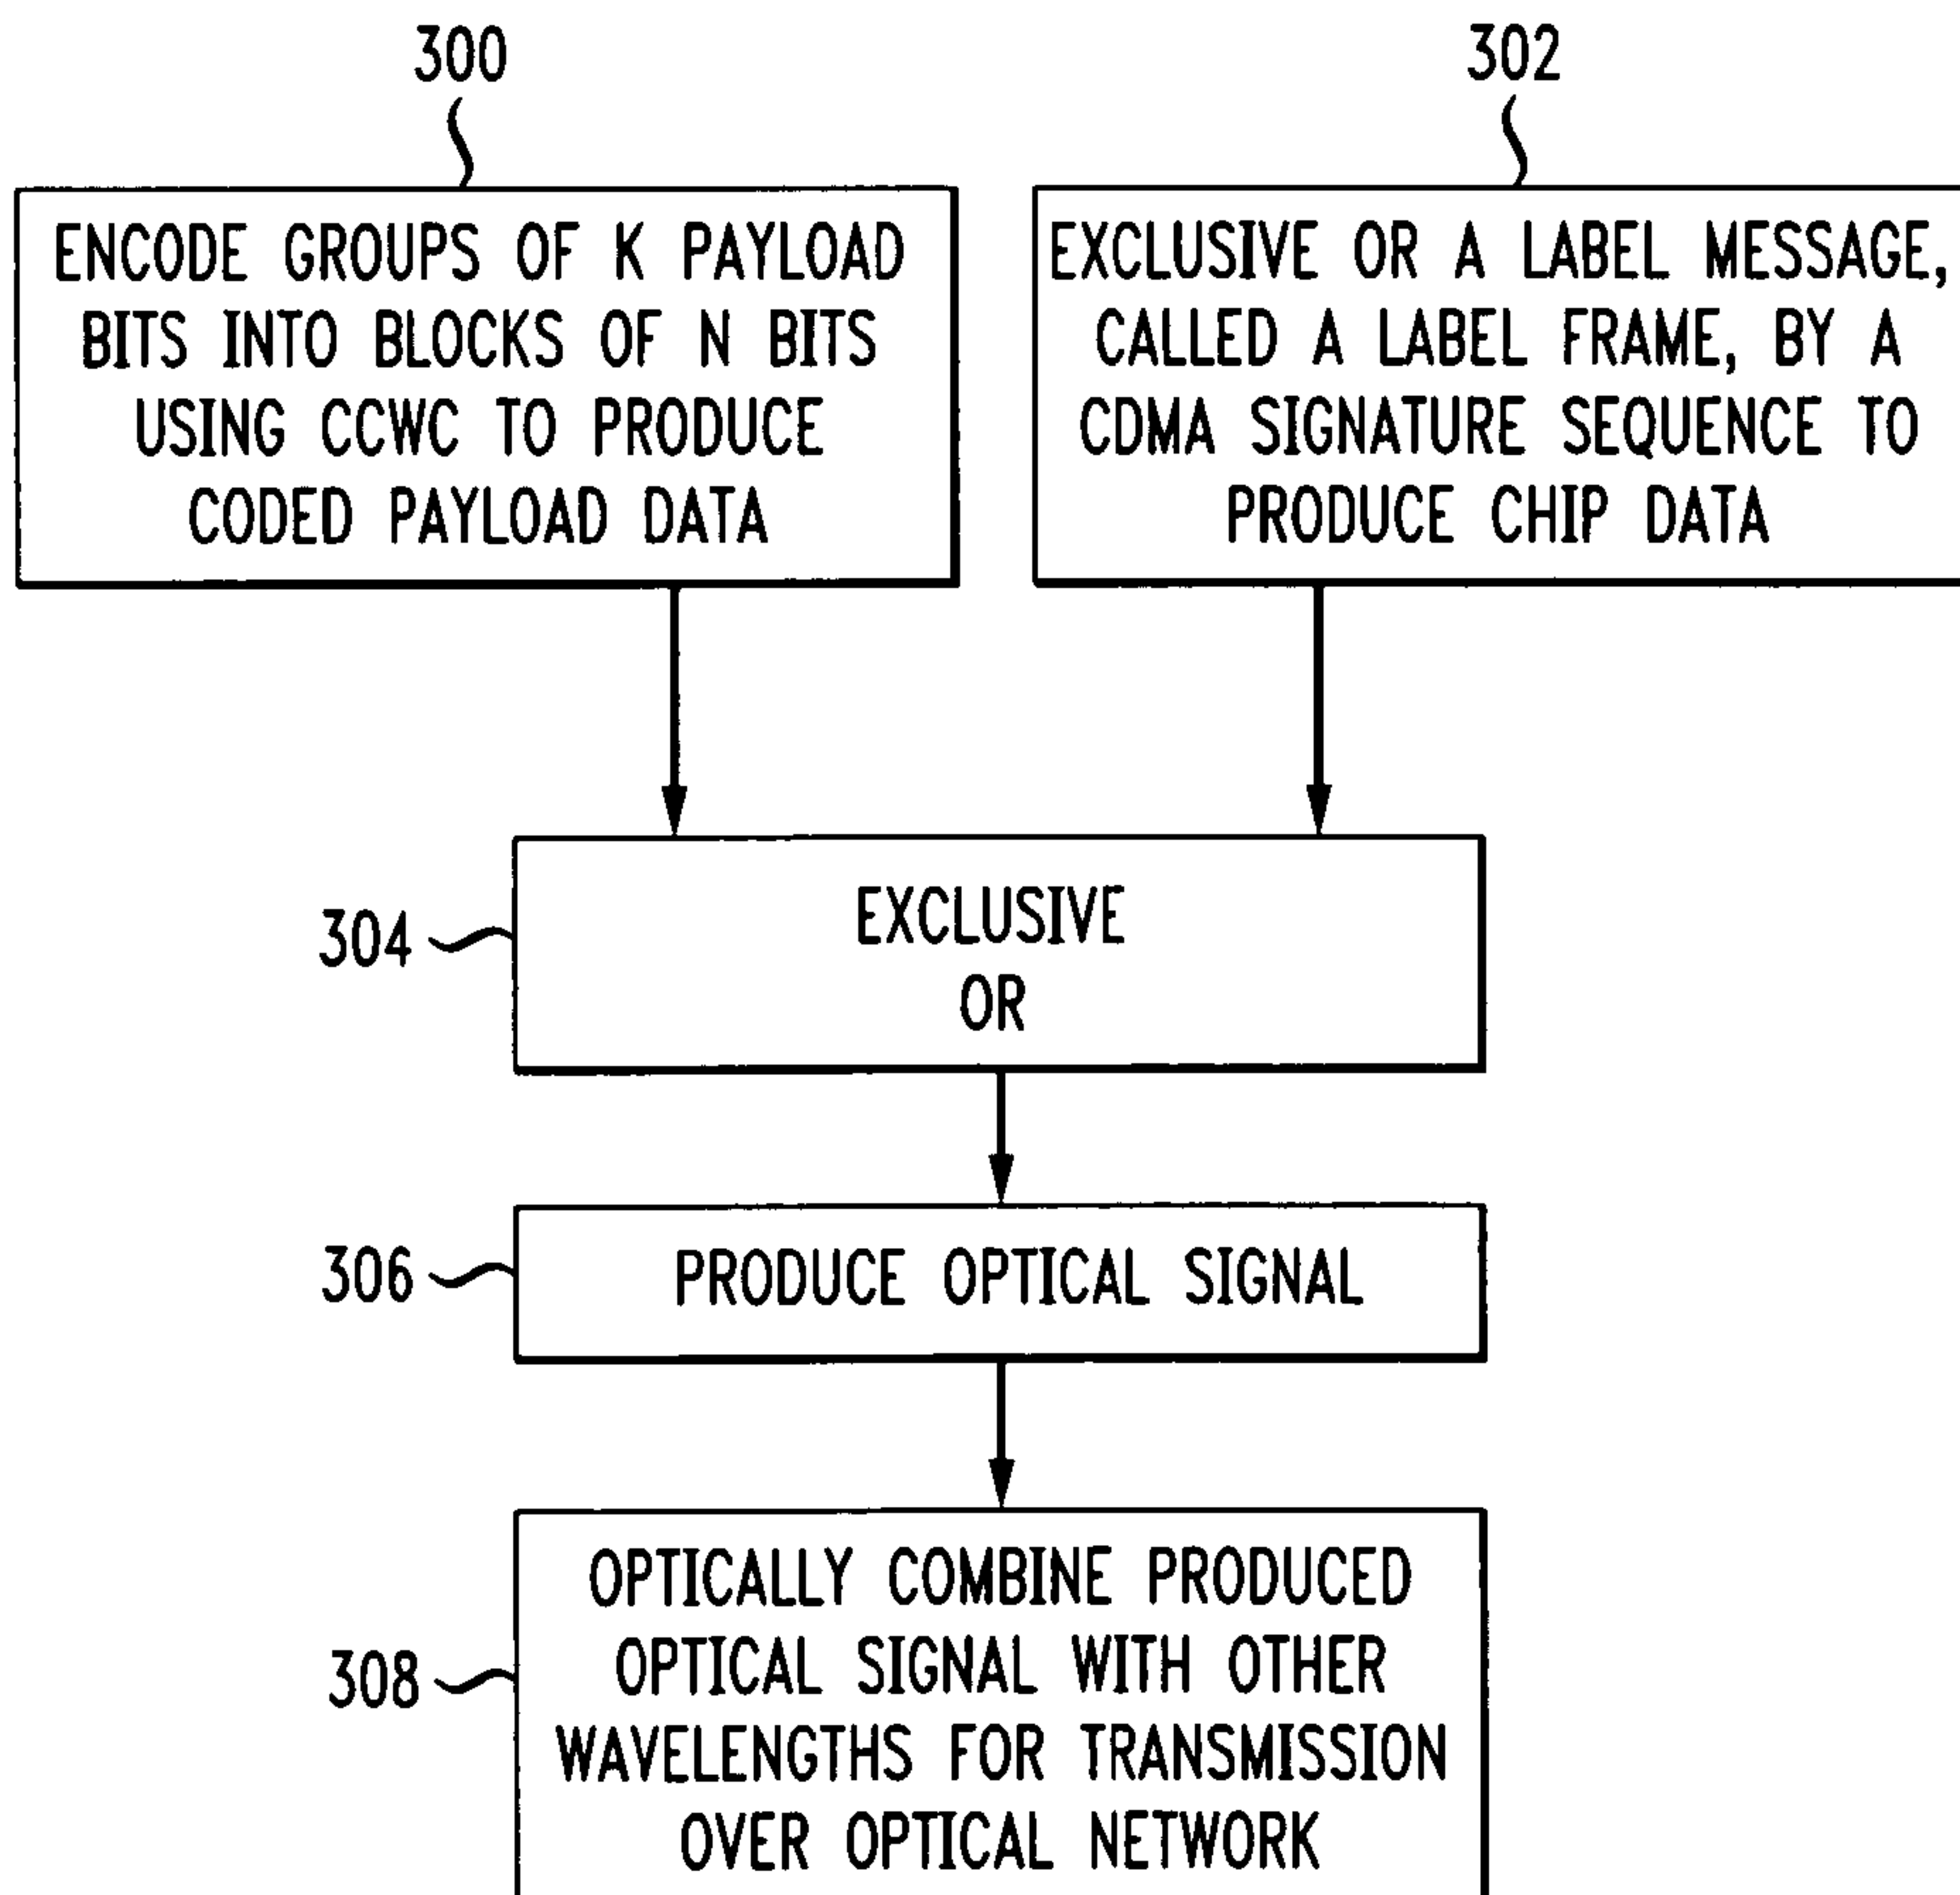 300
302
ENCODE GROUPS OF K PAYLOAD
BITS INTO BLOCKS OF N BITS
USING CCWC TO PRODUCE
CODED PAYLOAD DATA
EXCLUSIVE OR A LABEL MESSAGE,
CALLED A LABEL FRAME, BY A
CDMA SIGNATURE SEQUENCE TO
PRODUCE CHIP DATA
304
EXCLUSIVE
OR
306
PRODUCE OPTICAL SIGNAL
308
OPTICALLY COMBINE PRODUCED
OPTICAL SIGNAL WITH OTHER
WAVELENGTHS FOR TRANSMISSION
OVER OPTICAL NETWORK